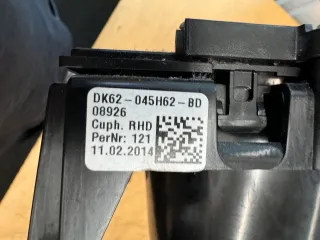 DK62-045H62-BD
08926
Cuph. RHD
PerNr: 121
11.02.2014